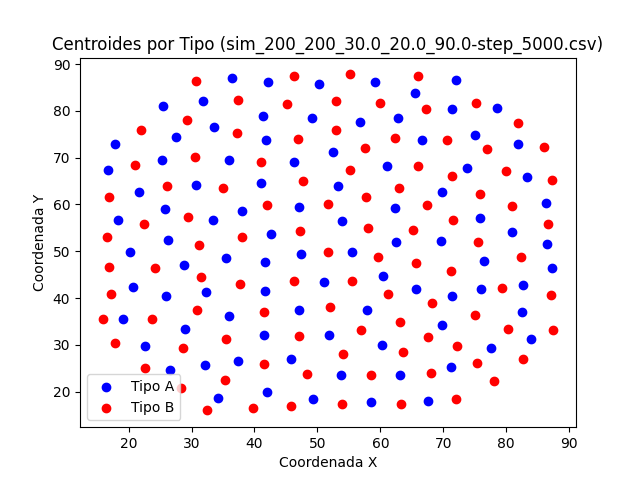 Centroides por Tipo (sim_200_200_30.0_20.0_90.0-step_5000.csv)
Coordenada Y
90
80
70
60
50
40
30
20
Tipo A
Tipo B
20 30 40 50 60 70 80 90
Coordenada X